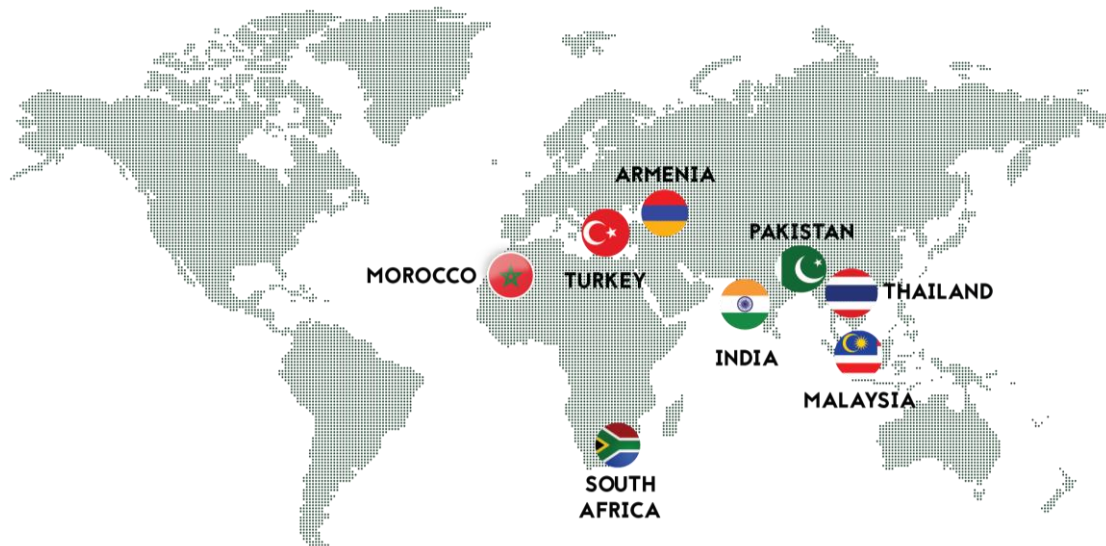 ARMENIA
PAKISTAN
MOROCCO
TURKEY
THAILAND
INDIA
MALAYSIA
SOUTH
AFRICA